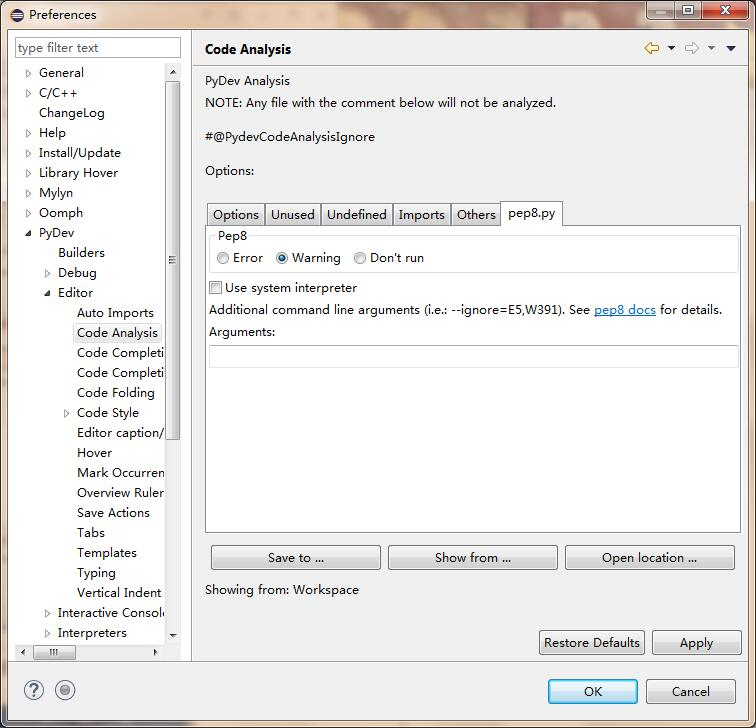 Preferences
type filter text
General
C/C++
ChangeLog
Help
Install/Update
Library Hover
Mylyn
Oomph
PyDev
Builders
Debug
Editor
Auto Imports
Code Analysis
Code Completi
Code Completi
Code Folding
Code Style
Editor caption/
Hover
Mark Occurren
Overview Ruler
Save Actions
Tabs
Templates
Typing
Vertical Indent
Interactive Consol
Interpreters
Code Analysis
PyDev Analysis
NOTE: Any file with the comment below will not be analyzed.
#@PydevCodeAnalysisIgnore
Options:
Options Unused Undefined Imports Others pep8.py
Pep8
Error Warning Don't run
Use system interpreter
Additional command line arguments (i.e.: --ignore=E5,W391). See pep8 docs for details.
Arguments:
Save to ... Show from ... Open location ...
Showing from: Workspace
Restore Defaults Apply
OK Cancel